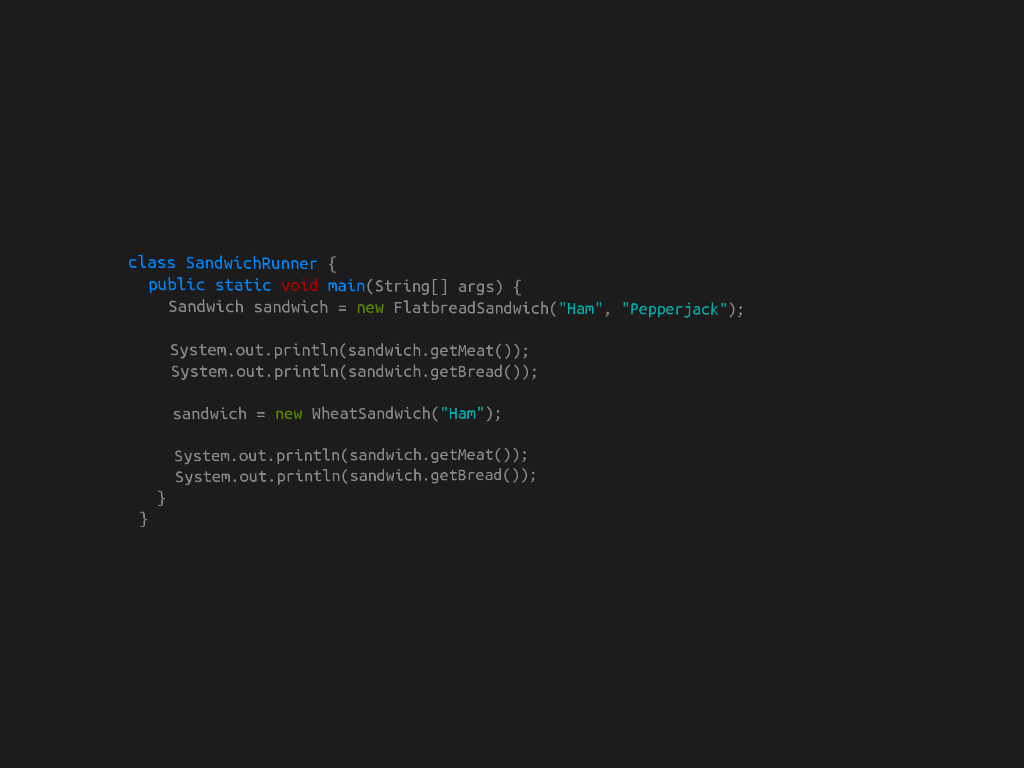 class SandwichRunner {
public static void main(String[] args) {
Sandwich sandwich = new FlatbreadSandwich("Ham", "Pepperjack");
System.out.println(sandwich.getMeat());
System.out.println(sandwich.getBread());
sandwich = new WheatSandwich("Ham");
System.out.println(sandwich.getMeat());
System.out.println(sandwich.getBread());
}
}